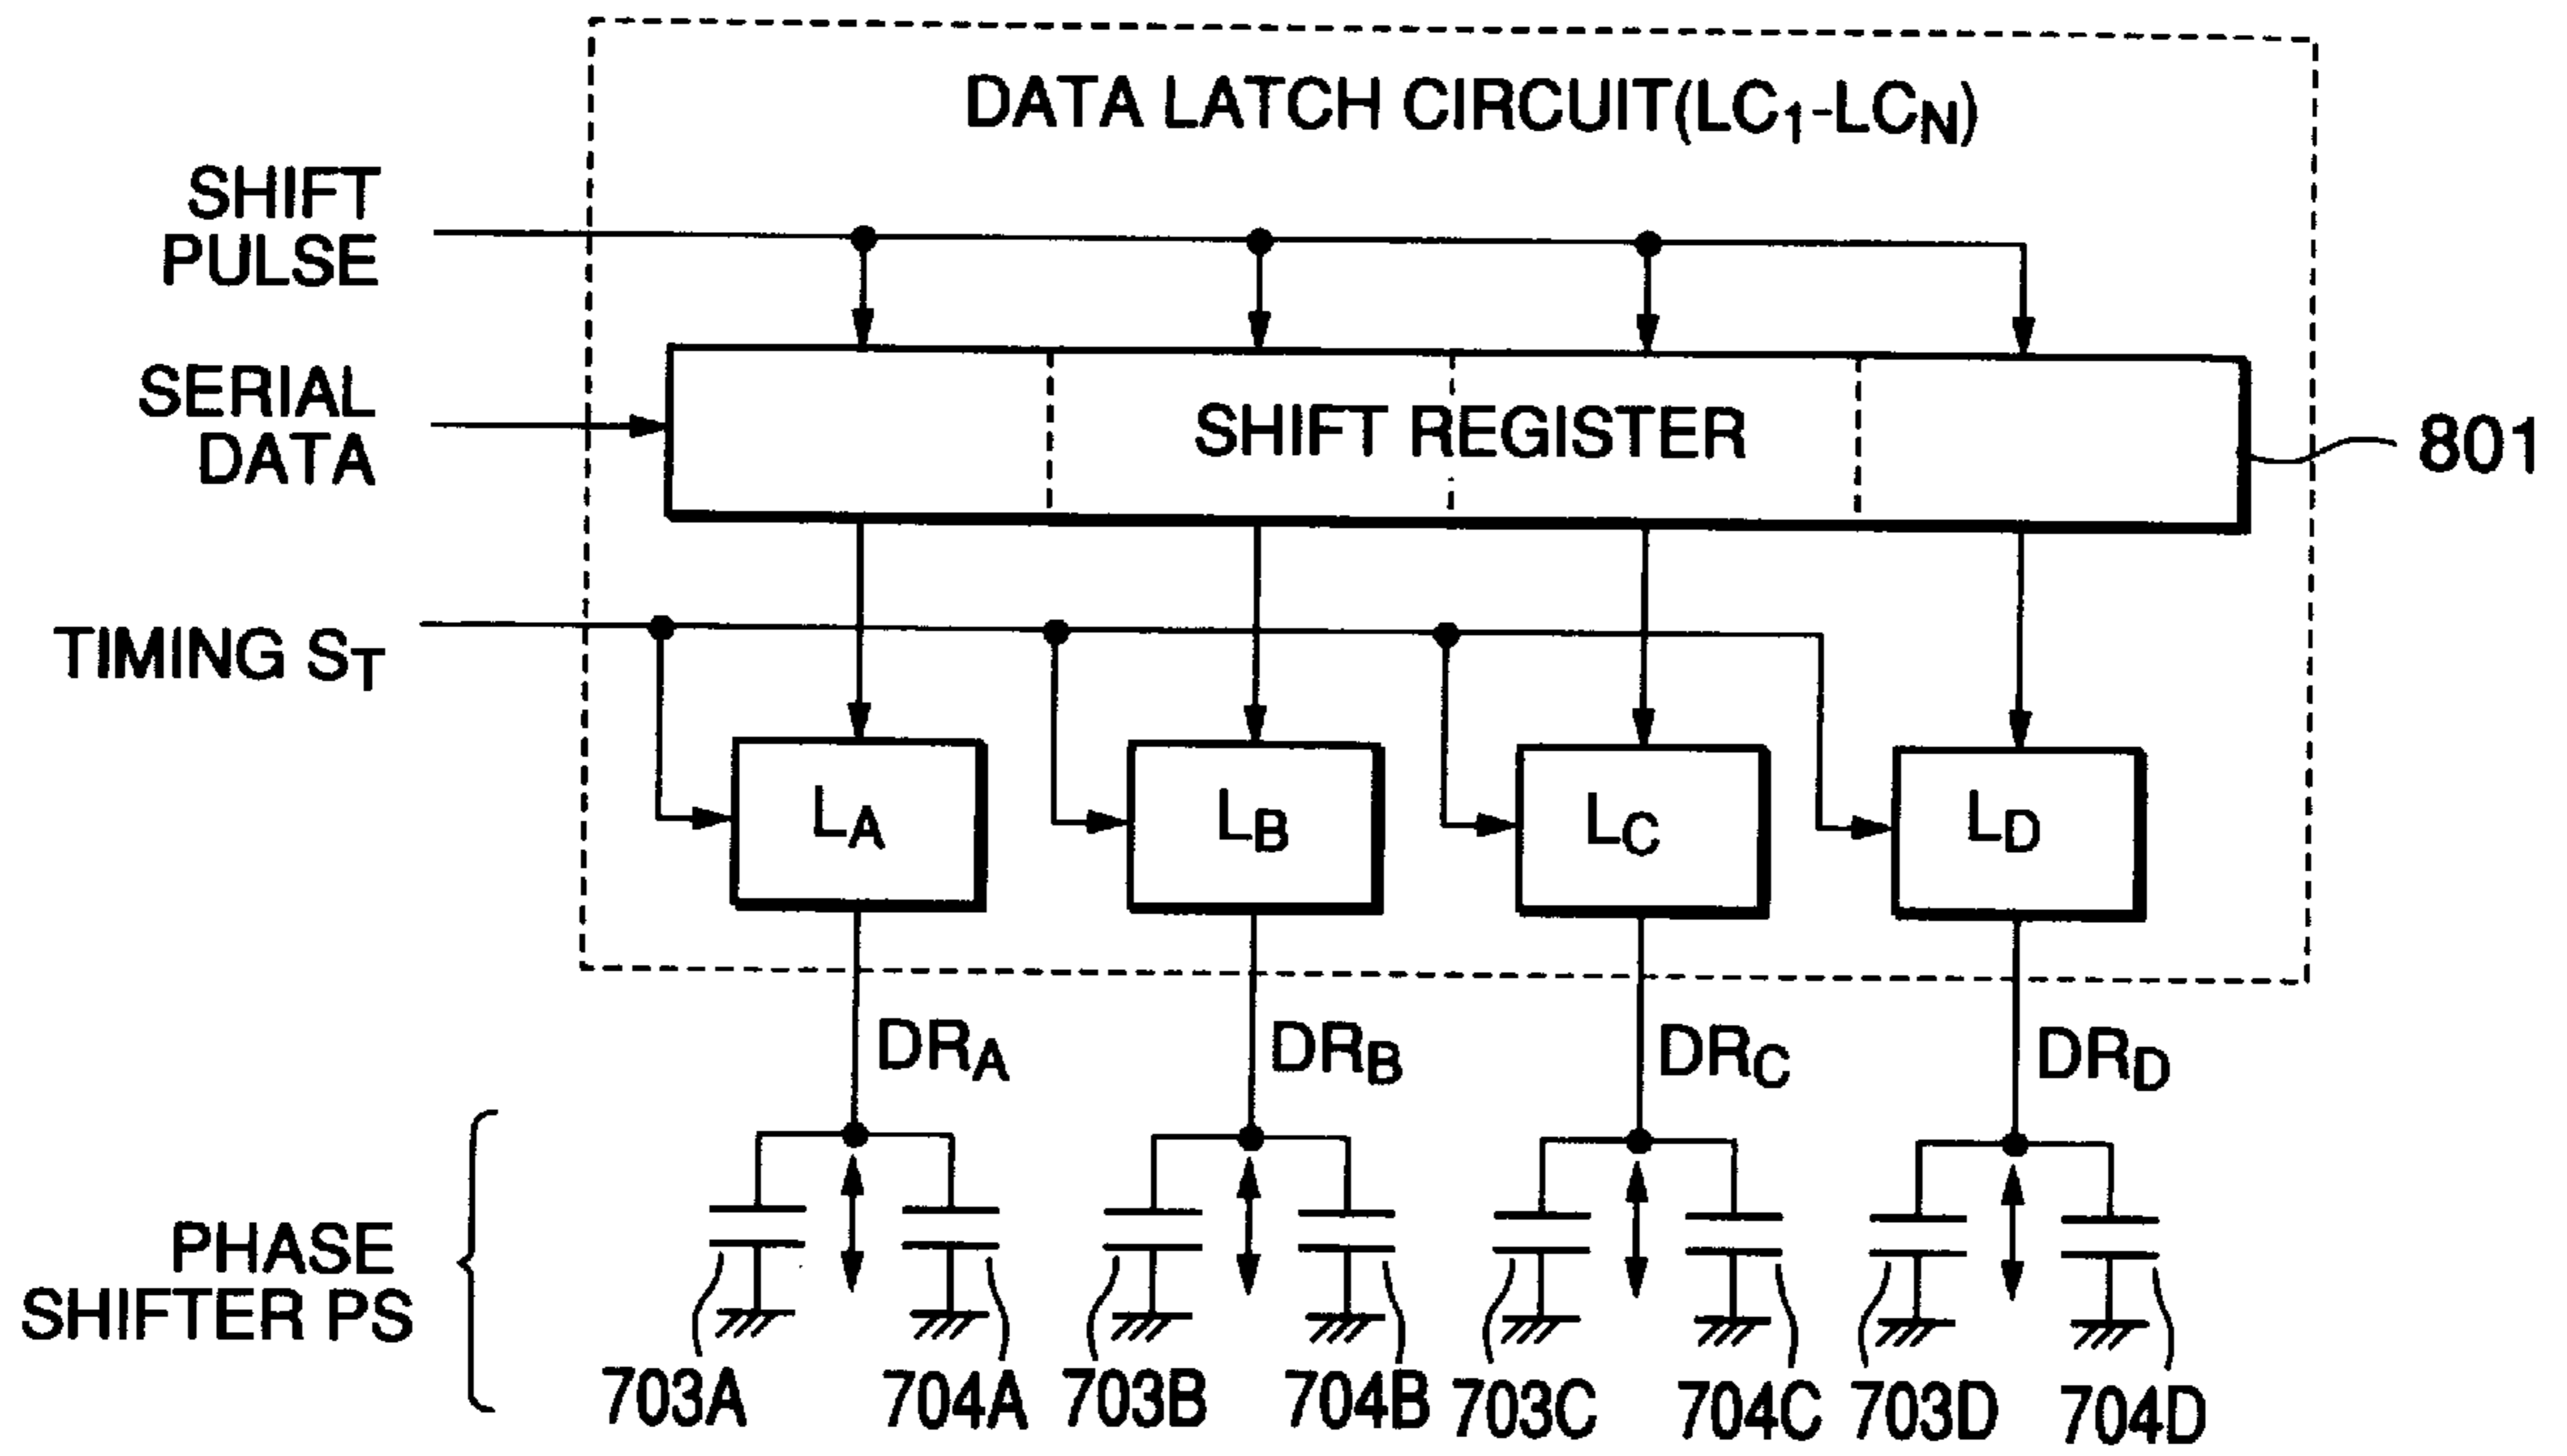 DATA LATCH CIRCUIT(LC1-LCN)
SHIFT
PULSE
SERIAL
DATA
SHIFT REGISTER
801
TIMING ST
LA
LB
LC
LD
DRA
DRB
DRC
DRD
PHASE
SHIFTER PS
703A
704A
703B
704B
703C
704C
703D
704D